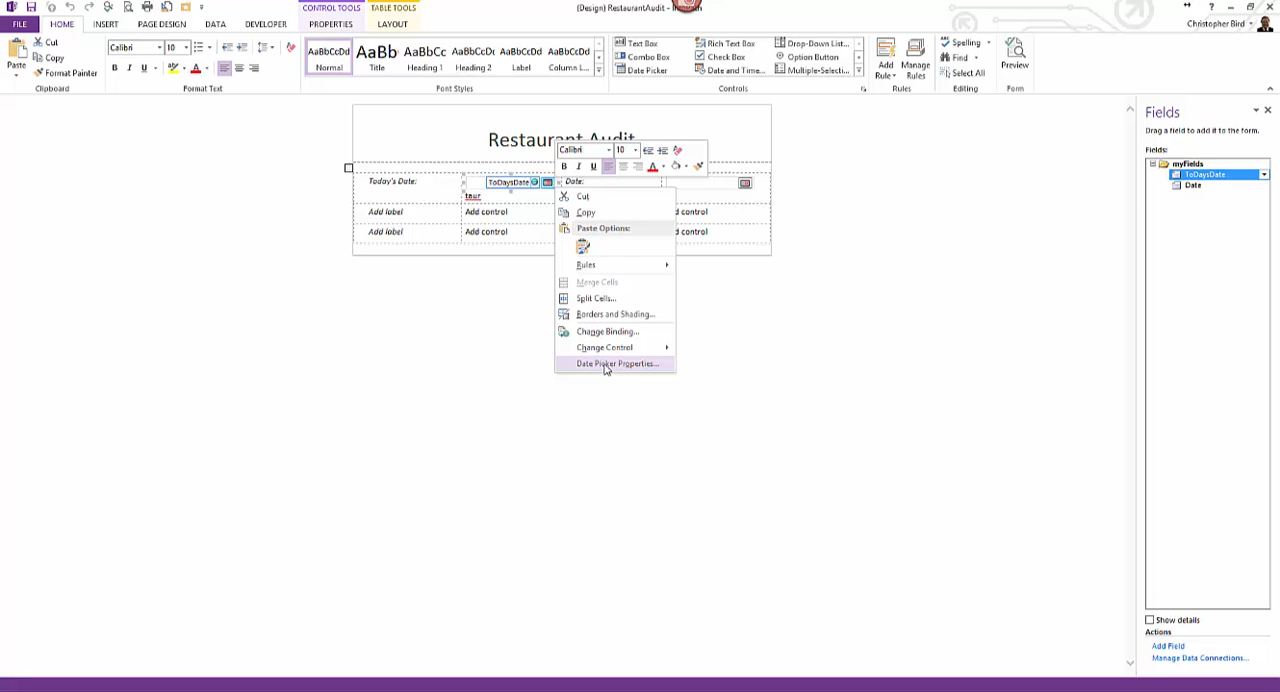 CONTROL TOOLS TABLE TOOLS (Design) RestaurantAudit -
FILE HOME INSERT PAGE DESIGN DATA DEVELOPER PROPERTIES LAYOUT Christopher Bird
Paste Cut Copy Format Painter
Calibri 10
B I U A
AaBbCcDd AaBb AaBbCc AaBbCcDc AaBbCcDd AaBbCcDd
Normal Title Heading 1 Heading 2 Label Column L...
Text Box Rich Text Box Drop-Down List...
Combo Box Check Box Option Button
Date Picker Date and Time... Multiple-Selecti...
Add Rule Manage Rules
Spelling
Find
Select All
Preview
Clipboard Format Text Font Styles Controls Rules Editing Form
Restaurant Audit
Calibri 10
B I U A
Today's Date: ToDaysDate Date:
Add label Add control d control
Add label Add control d control
Cut
Copy
Paste Options:
Rules
Merge Cells
Split Cells...
Borders and Shading...
Change Binding...
Change Control
Date Picker Properties...
Fields
Drag a field to add it to the form.
Fields:
myFields
ToDaysDate
Date
Show details
Actions
Add Field
Manage Data Connections...